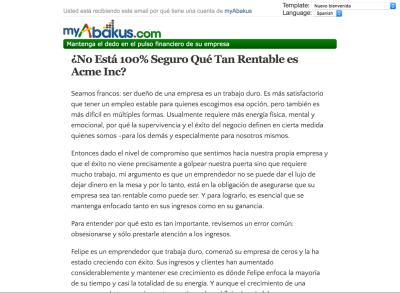 Usted está recibiendo este email por qué tiene una cuenta de myAbakus
Template: Nuevo bienvenida
Language: Spanish
myAbakus.com
Mantenga el dedo en el pulso financiero de su empresa
¿No Está 100% Seguro Qué Tan Rentable es
Acme Inc?
Seamos francos: ser dueño de una empresa es un trabajo duro. Es más satisfactorio
que tener un empleo estable para quienes escogimos esa opción, pero también es
más difícil en múltiples formas. Usualmente requiere más energía física, mental y
emocional, por qué la supervivencia y el éxito del negocio definen en cierta medida
quienes somos –para los demás y especialmente para nosotros mismos.
Entonces dado el nivel de compromiso que sentimos hacia nuestra propia empresa y
que el éxito no viene precisamente a golpear nuestra puerta sino que requiere
mucho trabajo, mi argumento es que un emprendedor no se puede dar el lujo de
dejar dinero en la mesa y por lo tanto, está en la obligación de asegurarse que su
empresa sea tan rentable como puede ser. Y para lograrlo, es esencial que se
mantenga enfocado tanto en sus ingresos como en su ganancia.
Para entender por qué esto es tan importante, revisemos un error común:
obsesionarse y sólo prestarle atención a los ingresos.
Felipe es un emprendedor que trabaja duro, comenzó su empresa de ceros y la ha
estado creciendo con éxito. Sus ingresos y clientes han aumentado
considerablemente y mantener ese crecimiento es dónde Felipe enfoca la mayoría
de su tiempo y casi la totalidad de su energía. Y aunque el crecimiento de una